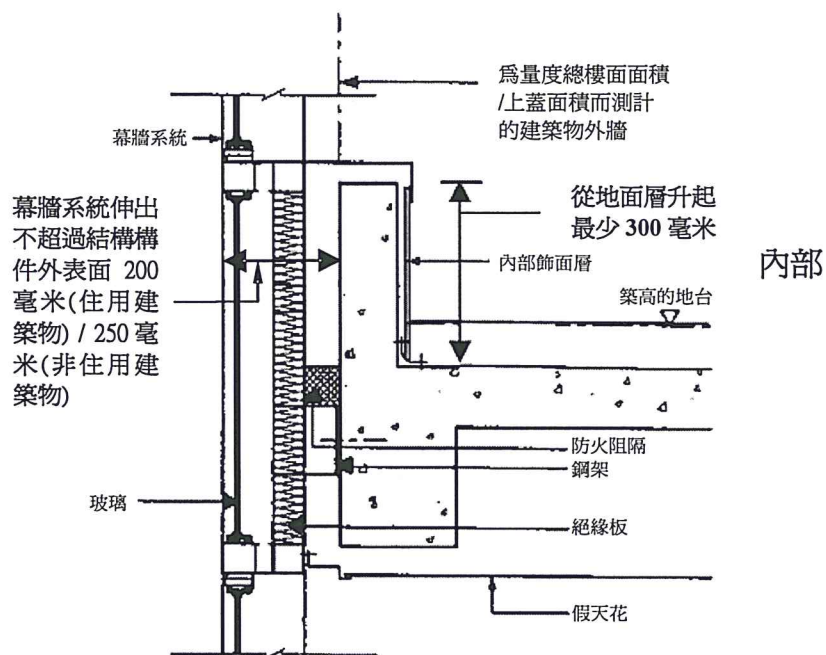 為量度總樓面面積
/上蓋面積而測計
的建築物外牆
幕牆系統
幕牆系統伸出
不超過結構構
件外表面 200
毫米(住用建
築物) / 250 毫
米(非住用建
築物)
從地面層升起
最少 300 毫米
內部飾面層
內部
築高的地台
防火阻隔
鋼架
玻璃
絕緣板
假天花